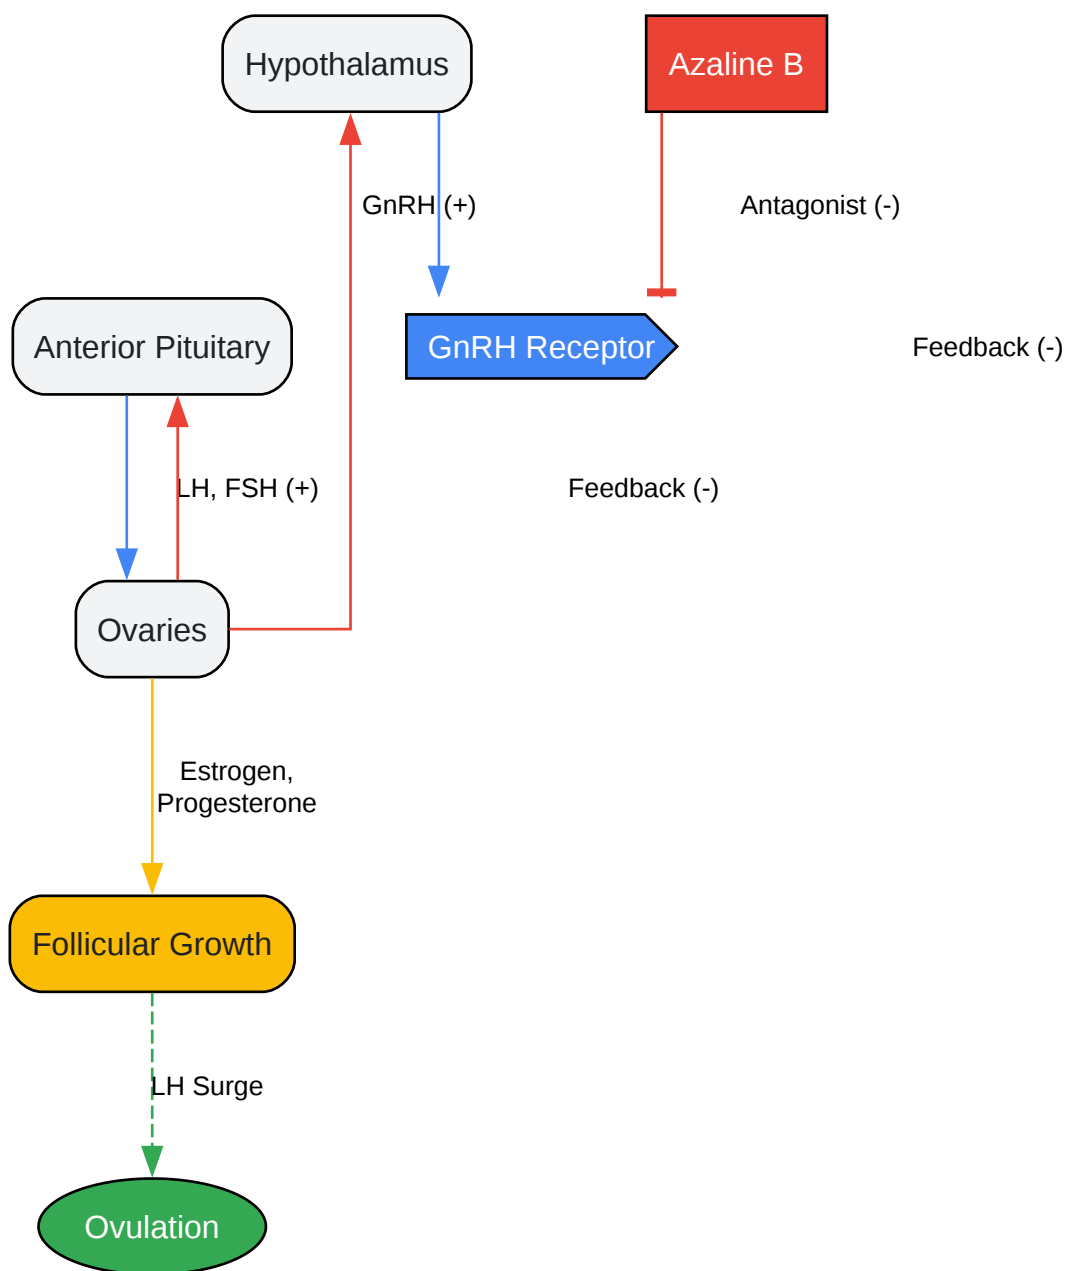 Hypothalamus
Azaline B
GnRH (+)
Antagonist (-)
Anterior Pituitary
GnRH Receptor
Feedback (-)
LH, FSH (+)
Feedback (-)
Ovaries
Estrogen,
Progesterone
Follicular Growth
LH Surge
Ovulation